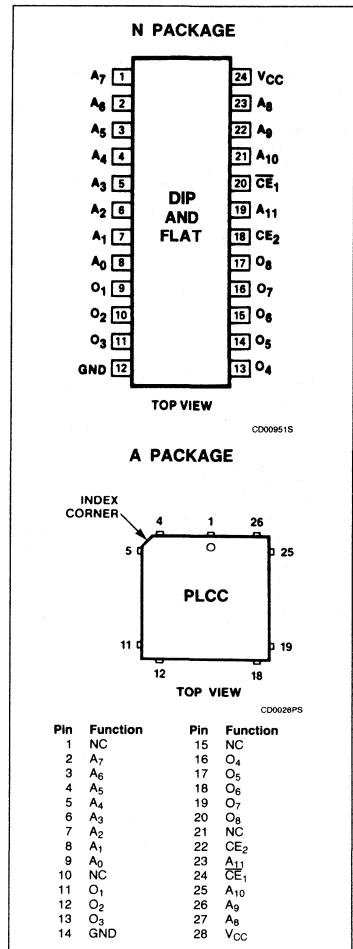 N PACKAGE
A7 1 24 VCC
A6 2 23 A8
A5 3 22 A9
A4 4 21 A10
A3 5 20 CE1
A2 6 19 A11
A1 7 18 CE2
A0 8 17 O8
O1 9 16 O7
O2 10 15 O6
O3 11 14 O5
GND 12 13 O4
DIP
AND
FLAT
TOP VIEW
CD00951S
A PACKAGE
INDEX
CORNER
4 1 26
5 25
PLCC
11 19
12 18
TOP VIEW
CD0026PS
Pin Function Pin Function
1 NC 15 NC
2 A7 16 O4
3 A6 17 O5
4 A5 18 O6
5 A4 19 O7
6 A3 20 O8
7 A2 21 NC
8 A1 22 CE2
9 A0 23 A11
10 NC 24 CE1
11 O1 25 A10
12 O2 26 A9
13 O3 27 A8
14 GND 28 VCC